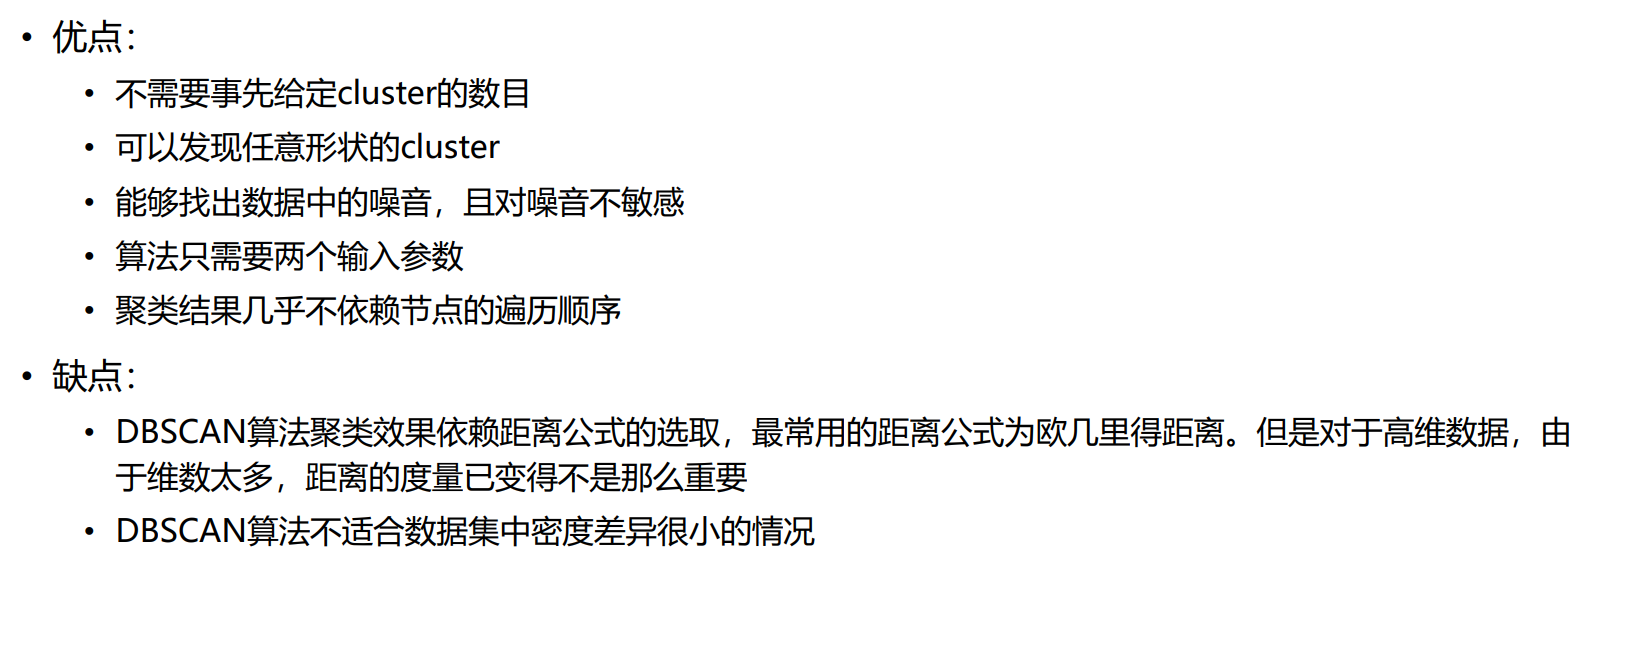 • 优点：
• 不需要事先给定cluster的数目
• 可以发现任意形状的cluster
• 能够找出数据中的噪音，且对噪音不敏感
• 算法只需要两个输入参数
• 聚类结果几乎不依赖节点的遍历顺序
• 缺点：
• DBSCAN算法聚类效果依赖距离公式的选取，最常用的距离公式为欧几里得距离。但是对于高维数据，由
于维数太多，距离的度量已变得不是那么重要
• DBSCAN算法不适合数据集中密度差异很小的情况